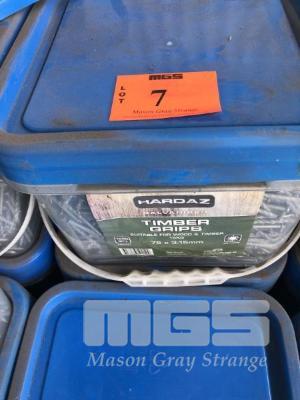 MGS
LOT
7
Mason Gray Strange
HARDAZ
GALVANISED
TIMBER
GRIPS
SUITABLE FOR WOOD & TIMBER
75 x 3.15mm
MGS
Mason Gray Strange